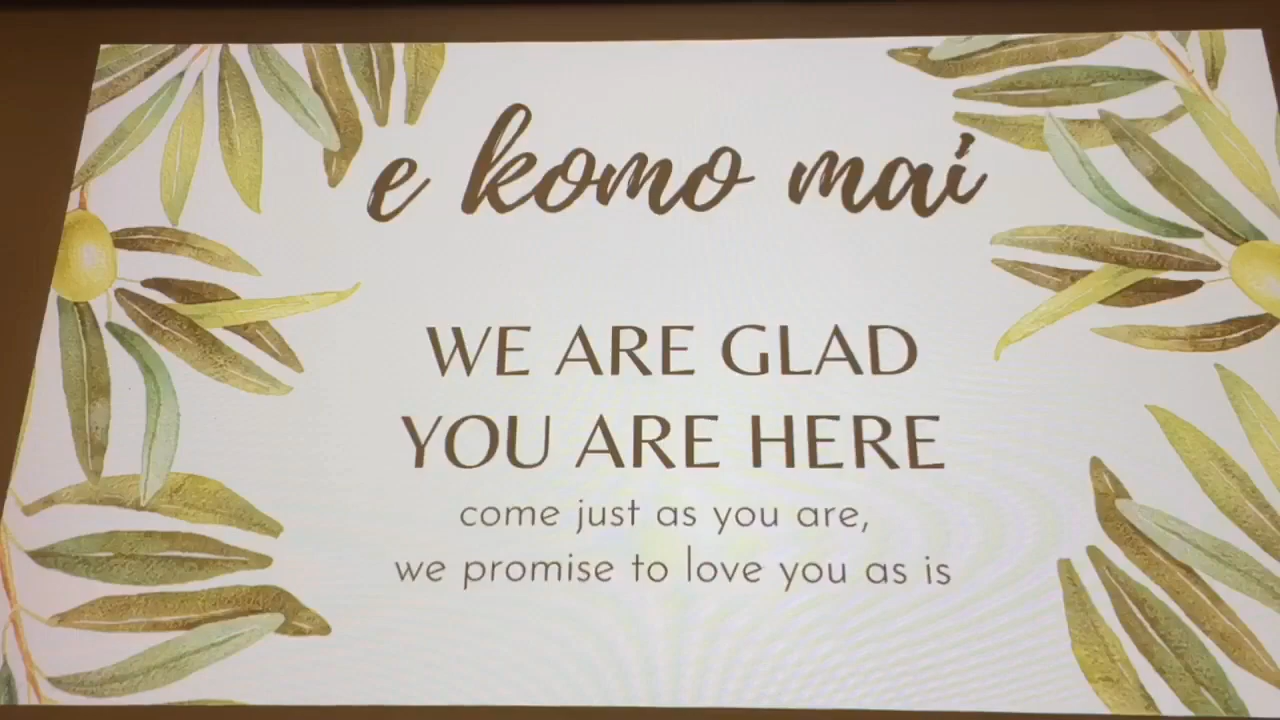 e komo mai
WE ARE GLAD
YOU ARE HERE
come just as you are,
we promise to love you as is